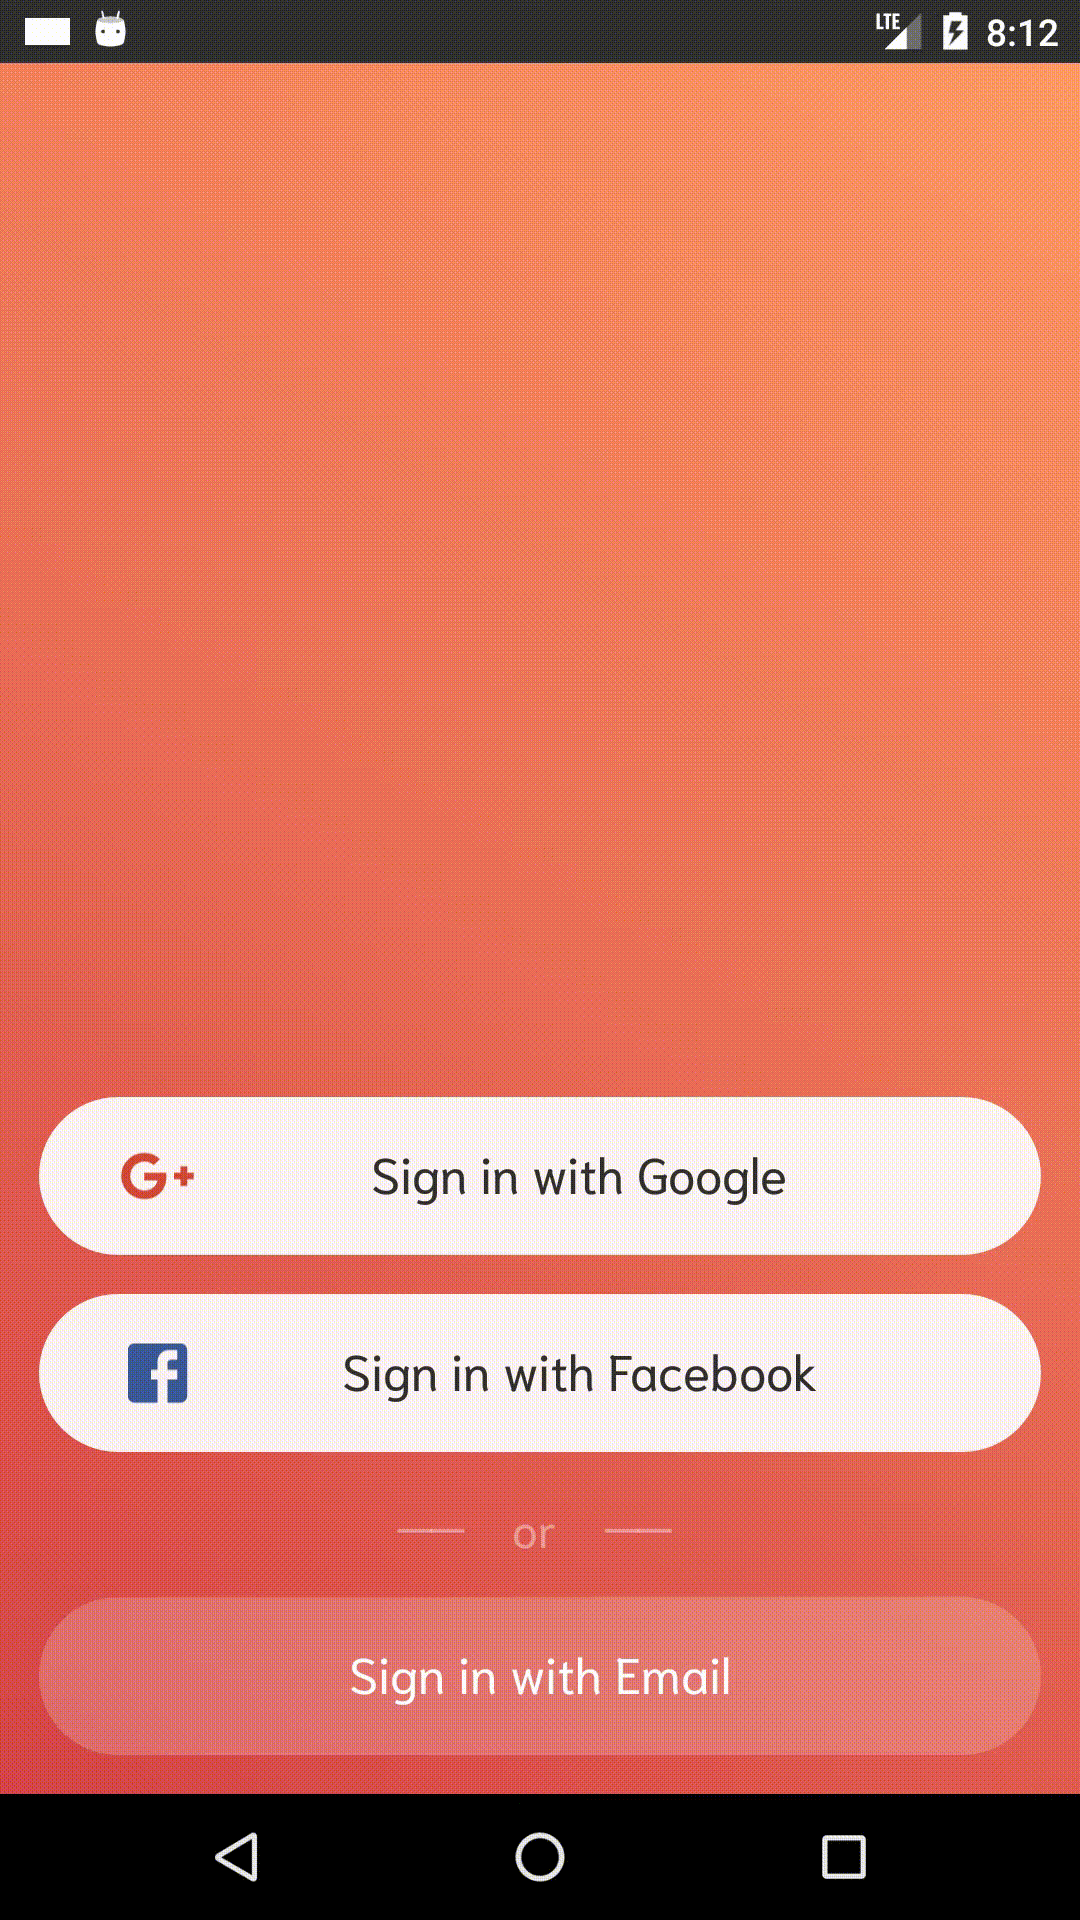 LTE 8:12
G+ Sign in with Google
f Sign in with Facebook
or
Sign in with Email